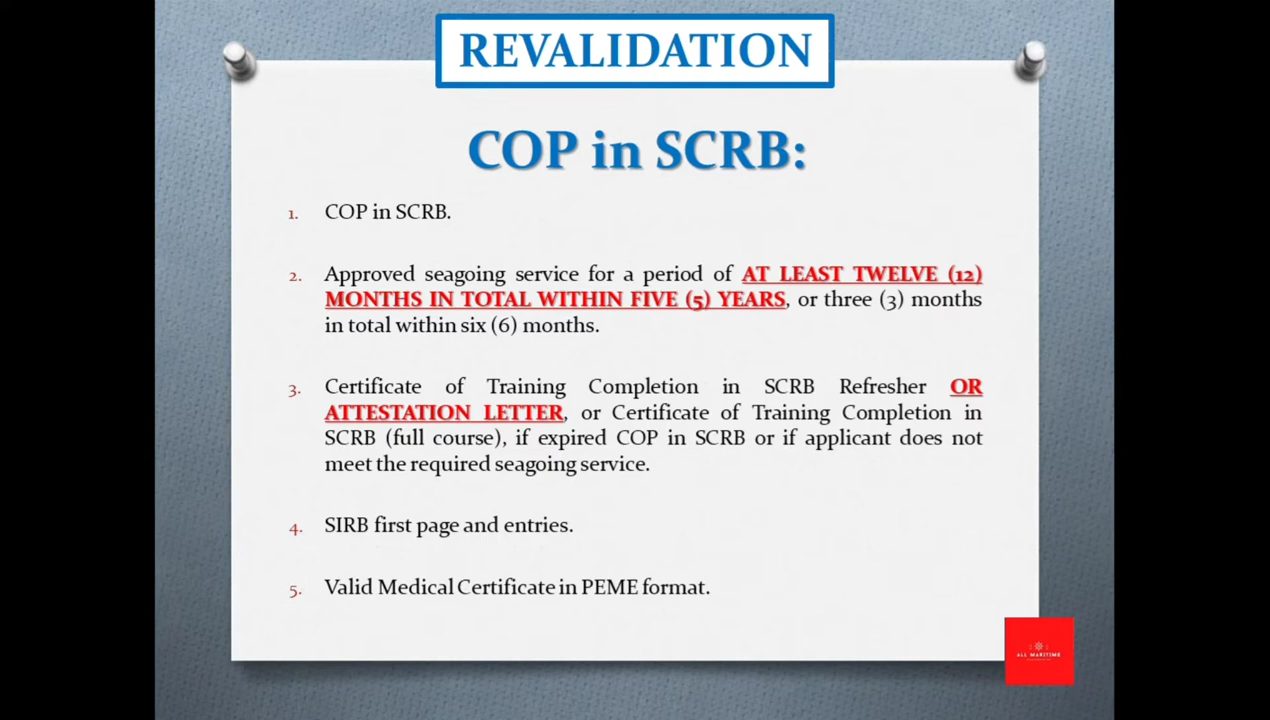 REVALIDATION
COP in SCRB:
1. COP in SCRB.
2. Approved seagoing service for a period of AT LEAST TWELVE (12)
MONTHS IN TOTAL WITHIN FIVE (5) YEARS, or three (3) months
in total within six (6) months.
3. Certificate of Training Completion in SCRB Refresher OR
ATTESTATION LETTER, or Certificate of Training Completion in
SCRB (full course), if expired COP in SCRB or if applicant does not
meet the required seagoing service.
4. SIRB first page and entries.
5. Valid Medical Certificate in PEME format.
ALL MARITIME